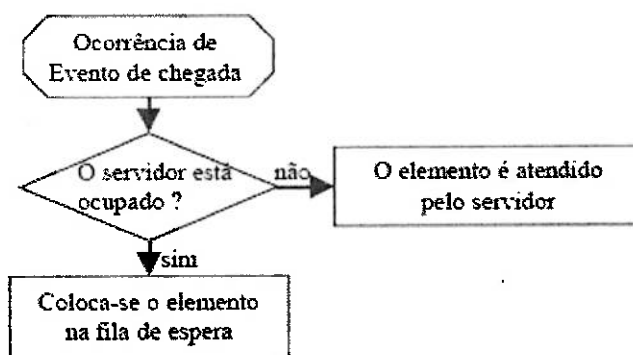 Ocorrência de
Evento de chegada
O servidor está
ocupado ?
não
O elemento é atendido
pelo servidor
sim
Coloca-se o elemento
na fila de espera